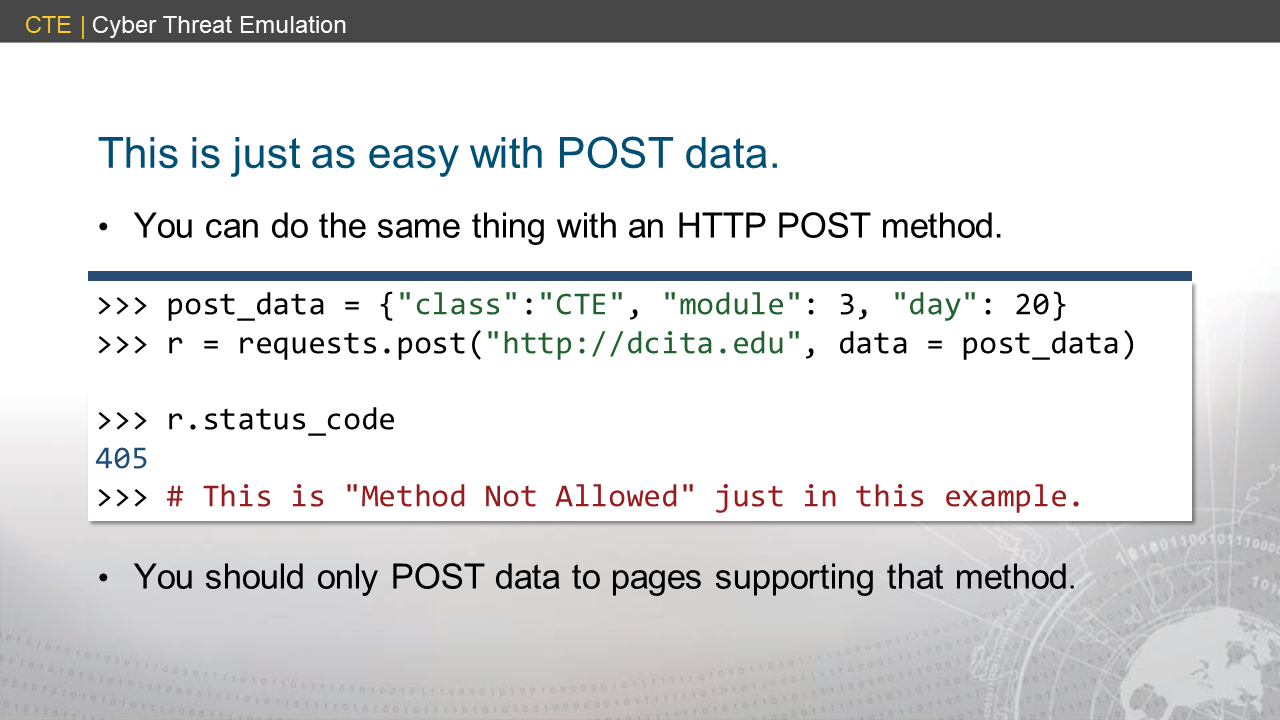 CTE | Cyber Threat Emulation
This is just as easy with POST data.
• You can do the same thing with an HTTP POST method.
>>> post_data = {"class":"CTE", "module": 3, "day": 20}
>>> r = requests.post("http://dcita.edu", data = post_data)
>>> r.status_code
405
>>> # This is "Method Not Allowed" just in this example.
• You should only POST data to pages supporting that method.